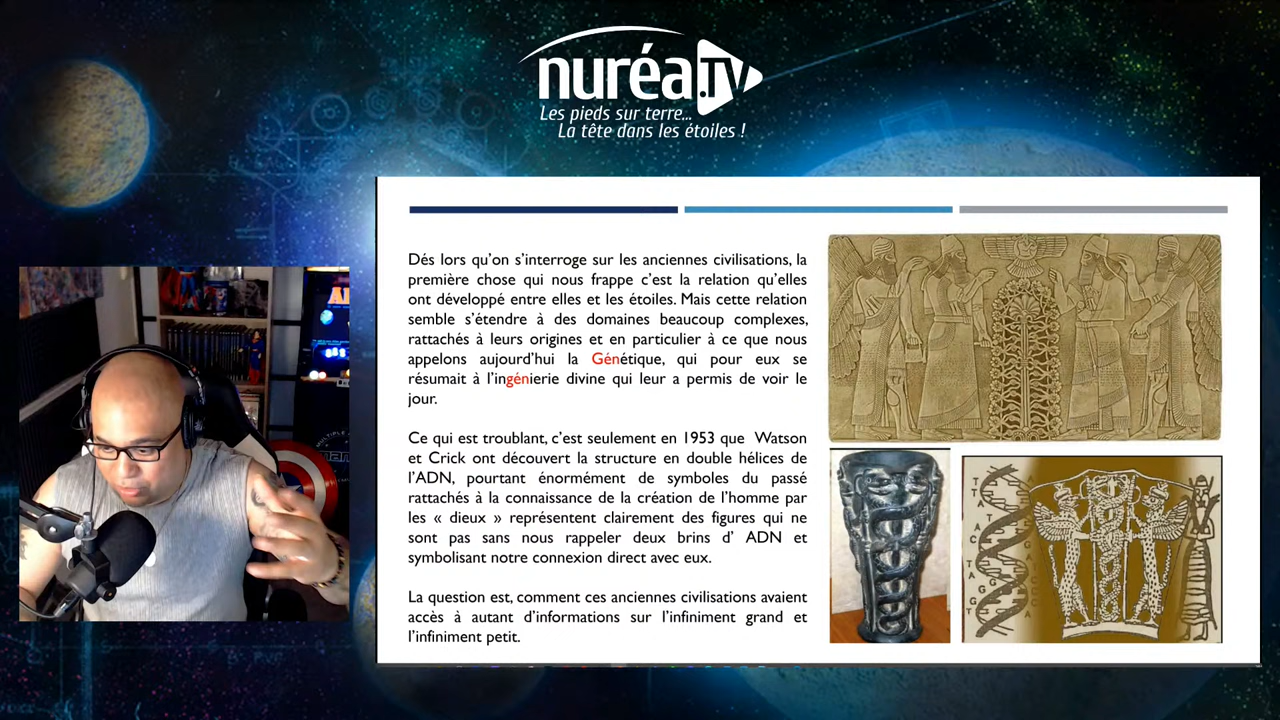 nuréa.TV
Les pieds sur terre...
La tête dans les étoiles !
Dés lors qu’on s’interroge sur les anciennes civilisations, la
première chose qui nous frappe c’est la relation qu’elles
ont développé entre elles et les étoiles. Mais cette relation
semble s’étendre à des domaines beaucoup complexes,
rattachés à leurs origines et en particulier à ce que nous
appelons aujourd’hui la Génétique, qui pour eux se
résumait à l’ingénierie divine qui leur a permis de voir le
jour.
Ce qui est troublant, c’est seulement en 1953 que Watson
et Crick ont découvert la structure en double hélices de
l’ADN, pourtant énormément de symboles du passé
rattachés à la connaissance de la création de l’homme par
les « dieux » représentent clairement des figures qui ne
sont pas sans nous rappeler deux brins d’ ADN et
symbolisant notre connexion direct avec eux.
La question est, comment ces anciennes civilisations avaient
accès à autant d’informations sur l’infiniment grand et
l’infiniment petit.